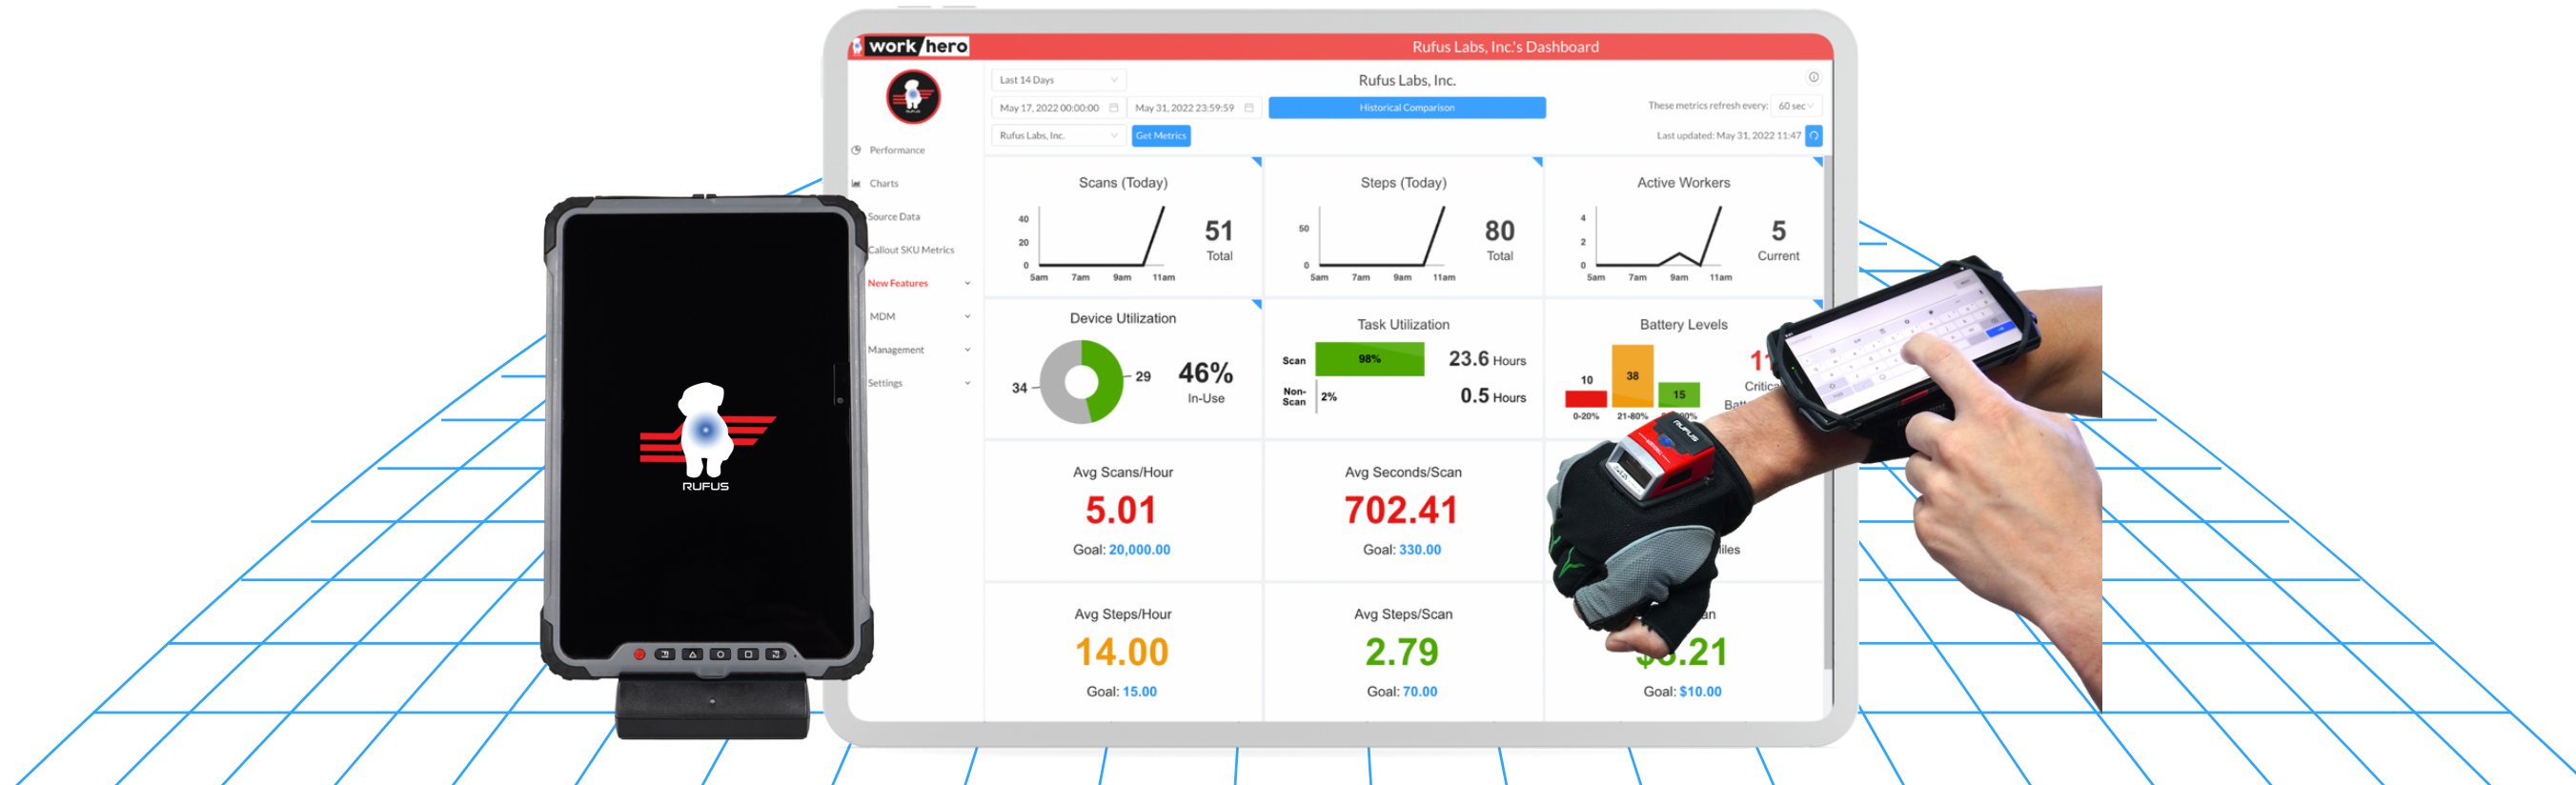 work/hero
Rufus Labs, Inc.'s Dashboard
RUFUS
Performance
Charts
Source Data
Callout SKU Metrics
New Features
MDM
Management
Settings
Last 14 Days
Rufus Labs, Inc.
May 17, 2022 00:00:00
May 31, 2022 23:59:59
Historical Comparison
These metrics refresh every: 60 sec
Rufus Labs, Inc.
Get Metrics
Last updated: May 31, 2022 11:47
Scans (Today)
40
20
0
5am 7am 9am 11am
51
Total
Steps (Today)
50
0
5am 7am 9am 11am
80
Total
Active Workers
4
2
0
5am 7am 9am 11am
5
Current
Device Utilization
34
29
46%
In-Use
Task Utilization
Scan 98% 23.6 Hours
Non-Scan 2% 0.5 Hours
Battery Levels
10 38 15
0-20% 21-80%
Avg Scans/Hour
5.01
Goal: 20,000.00
Avg Seconds/Scan
702.41
Goal: 330.00
Avg Steps/Hour
14.00
Goal: 15.00
Avg Steps/Scan
2.79
Goal: 70.00
.21
Goal: $10.00
RUFUS
RUFUS